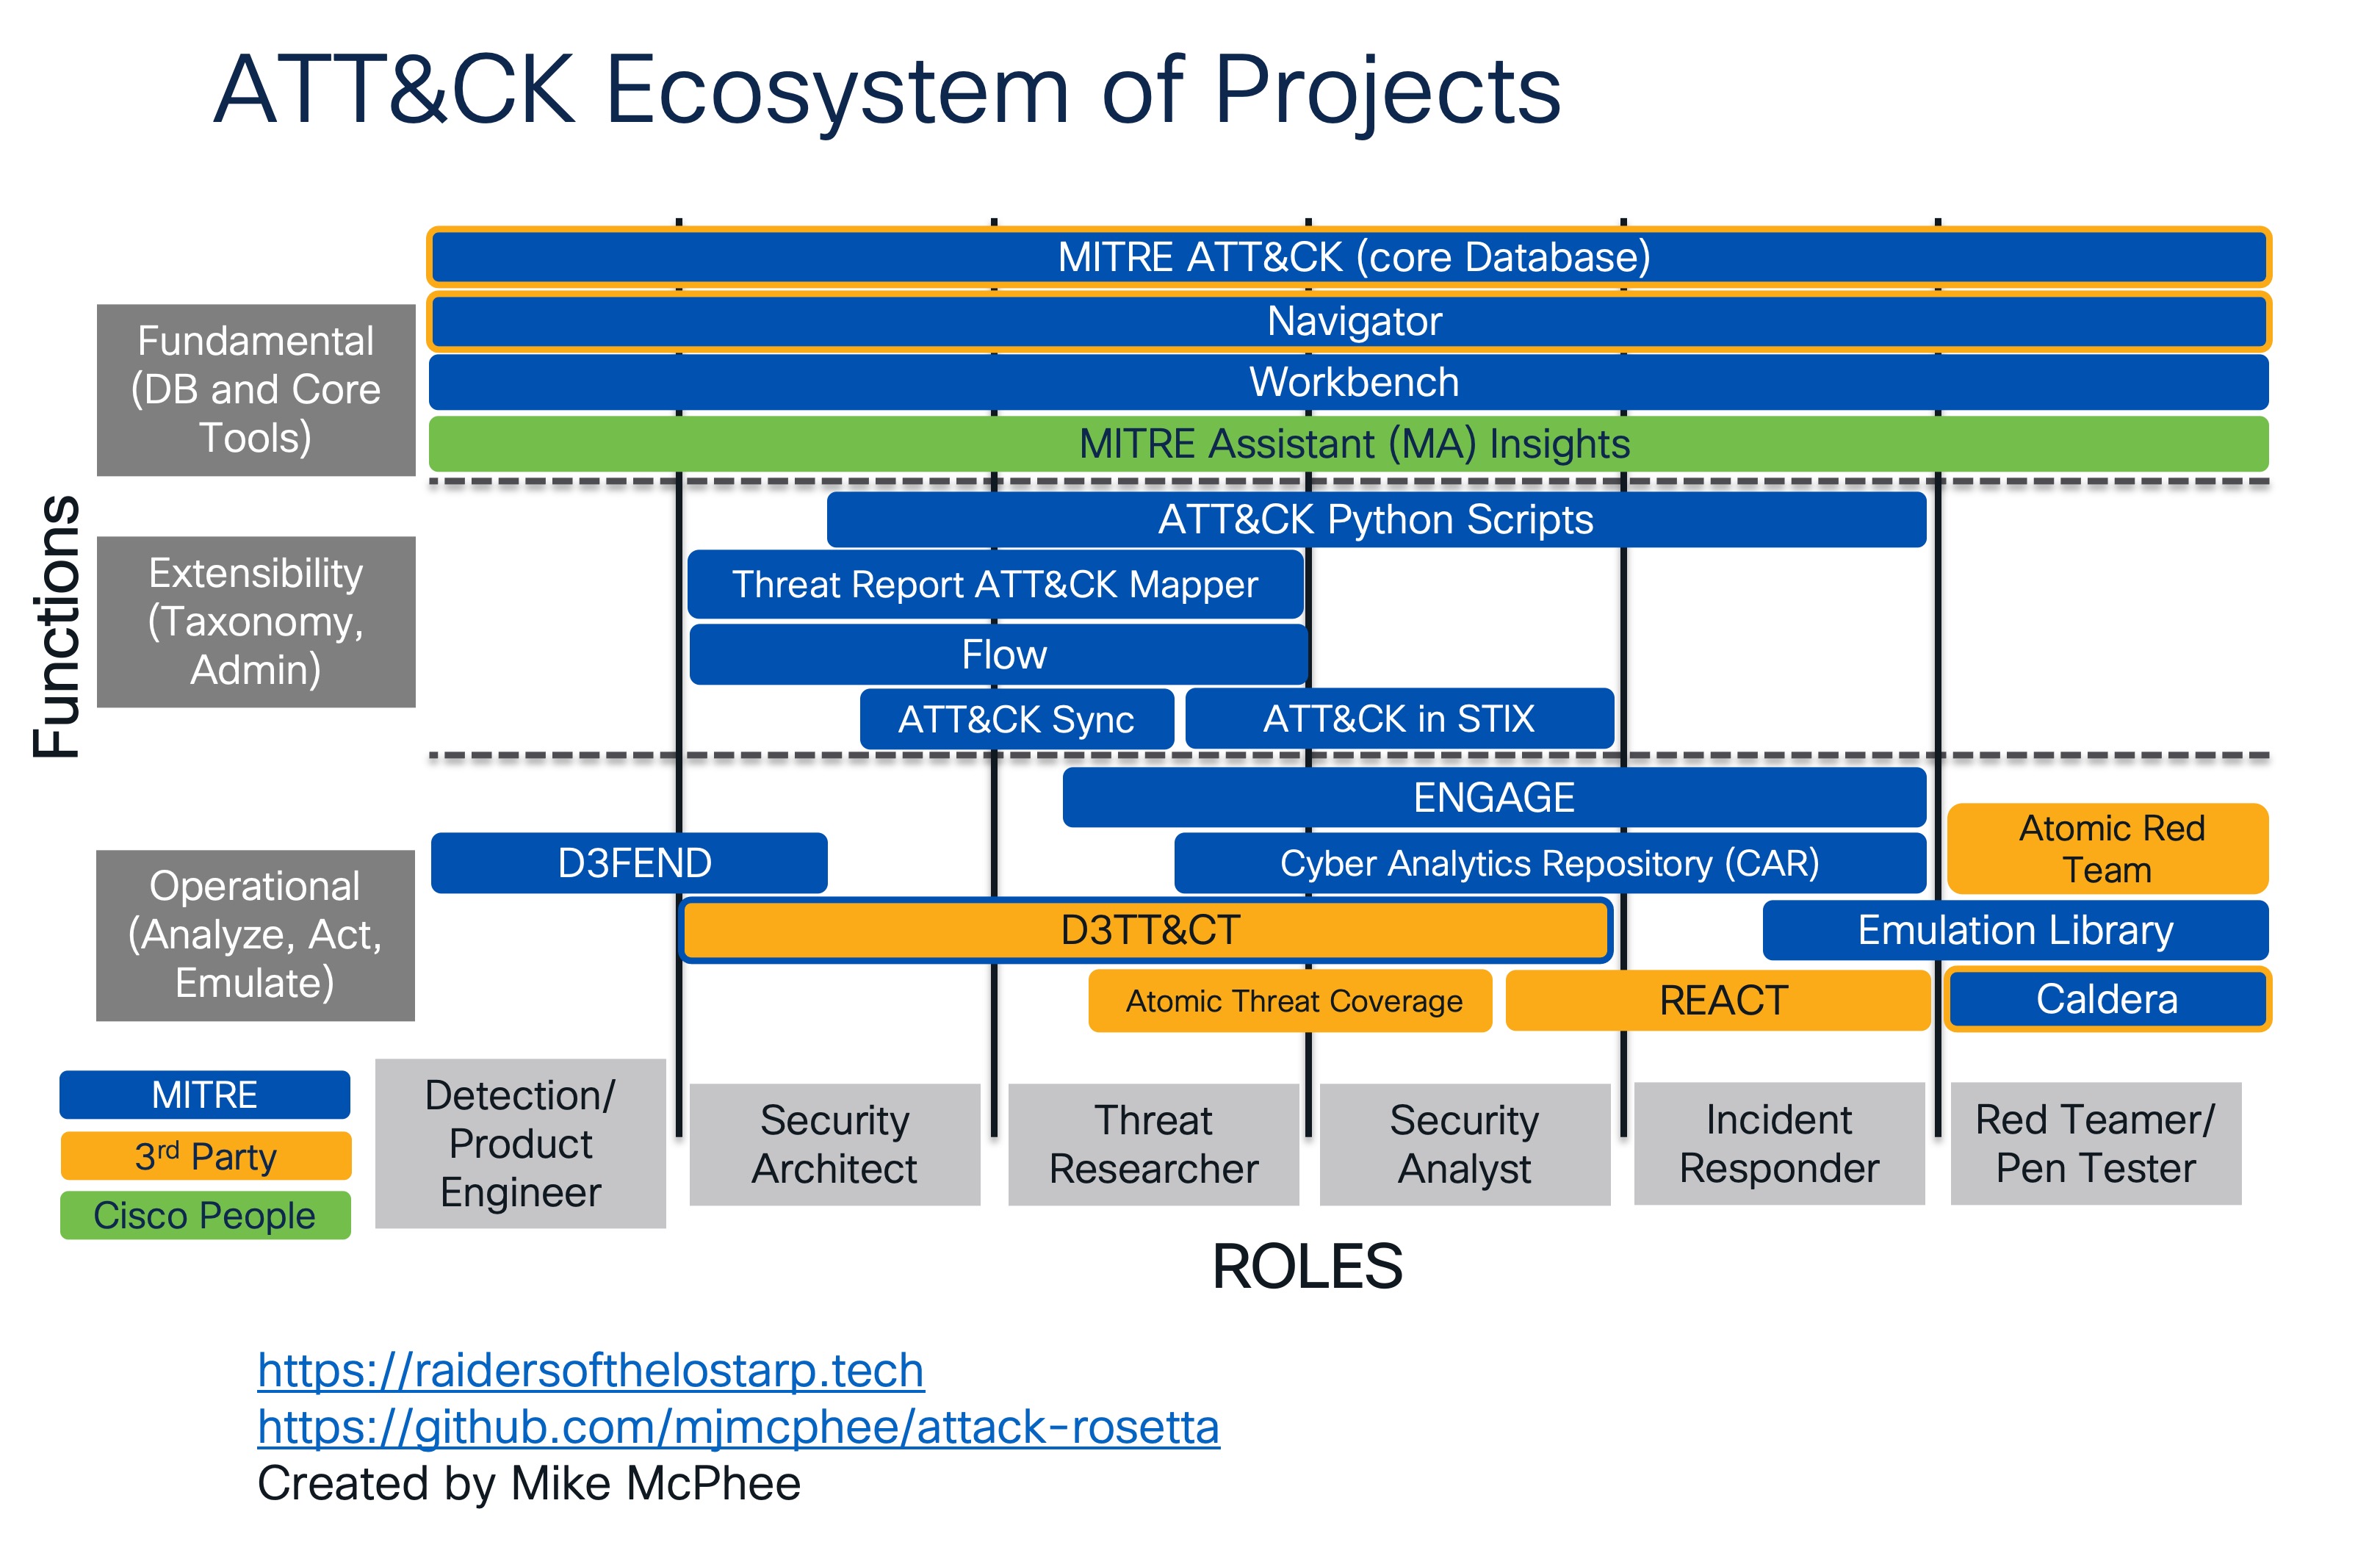 ATT&CK Ecosystem of Projects
Functions
Fundamental
(DB and Core
Tools)
MITRE ATT&CK (core Database)
Navigator
Workbench
MITRE Assistant (MA) Insights
Extensibility
(Taxonomy,
Admin)
ATT&CK Python Scripts
Threat Report ATT&CK Mapper
Flow
ATT&CK Sync
ATT&CK in STIX
Operational
(Analyze, Act,
Emulate)
ENGAGE
D3FEND
Cyber Analytics Repository (CAR)
Atomic Red
Team
D3TT&CT
Emulation Library
Atomic Threat Coverage
REACT
Caldera
MITRE
3rd Party
Cisco People
Detection/
Product
Engineer
Security
Architect
Threat
Researcher
Security
Analyst
Incident
Responder
Red Teamer/
Pen Tester
ROLES
https://raidersofthelostarp.tech
https://github.com/mjmcphee/attack-rosetta
Created by Mike McPhee